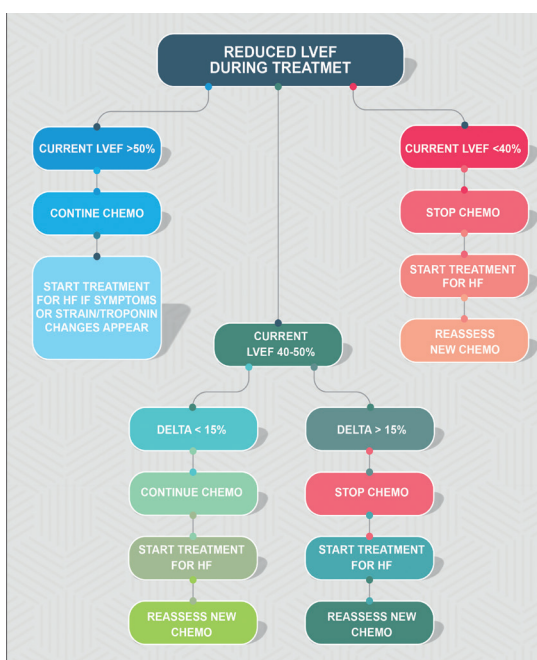 REDUCED LVEF
DURING TREATMET
CURRENT LVEF >50%
CONTINE CHEMO
START TREATMENT
FOR HF IF SYMPTOMS
OR STRAIN/TROPONIN
CHANGES APPEAR
CURRENT LVEF <40%
STOP CHEMO
START TREATMENT
FOR HF
REASSESS
NEW CHEMO
CURRENT
LVEF 40-50%
DELTA < 15%
CONTINUE CHEMO
START TREATMENT
FOR HF
REASSESS NEW
CHEMO
DELTA > 15%
STOP CHEMO
START TREATMENT
FOR HF
REASSESS NEW
CHEMO